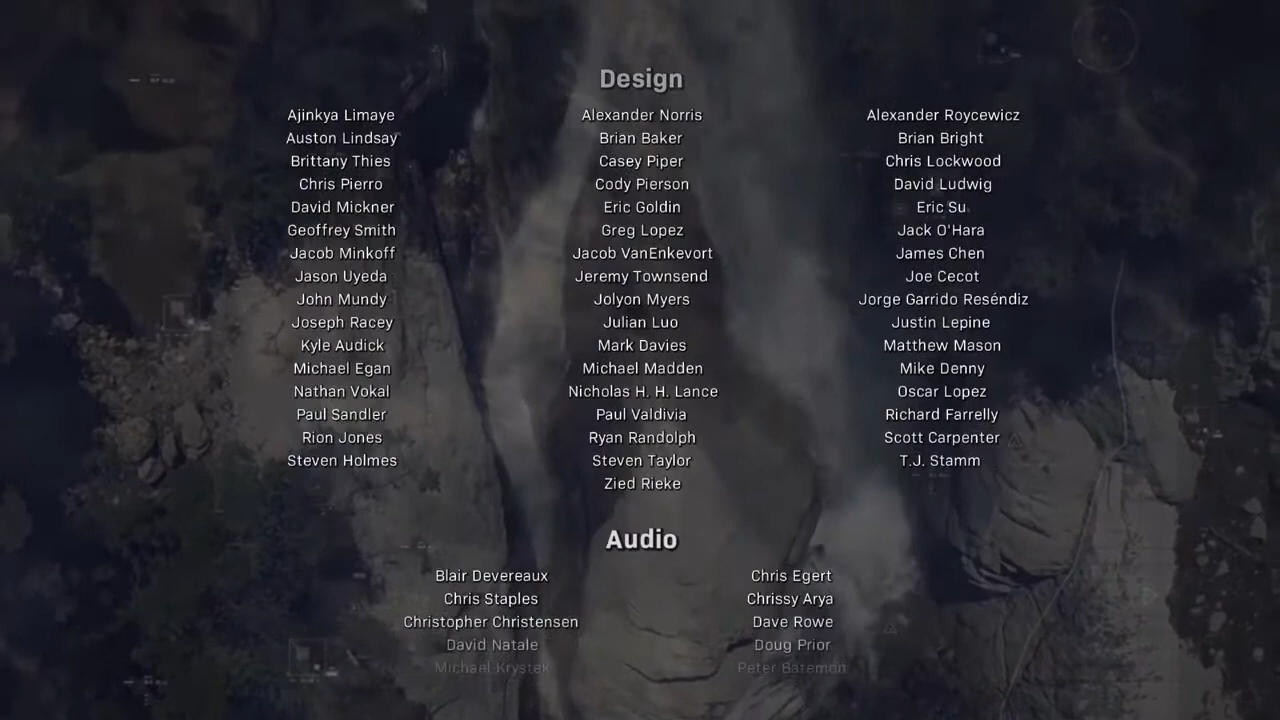 Design
Ajinkya Limaye Alexander Norris Alexander Roycewicz
Auston Lindsay Brian Baker Brian Bright
Brittany Thies Casey Piper Chris Lockwood
Chris Pierro Cody Pierson David Ludwig
David Mickner Eric Goldin Eric Su
Geoffrey Smith Greg Lopez Jack O'Hara
Jacob Minkoff Jacob VanEnkevort James Chen
Jason Uyeda Jeremy Townsend Joe Cecot
John Mundy Jolyon Myers Jorge Garrido Reséndiz
Joseph Racey Julian Luo Justin Lepine
Kyle Audick Mark Davies Matthew Mason
Michael Egan Michael Madden Mike Denny
Nathan Vokal Nicholas H. H. Lance Oscar Lopez
Paul Sandler Paul Valdivia Richard Farrelly
Rion Jones Ryan Randolph Scott Carpenter
Steven Holmes Steven Taylor T.J. Stamm
Zied Rieke
Audio
Blair Devereaux Chris Egert
Chris Staples Chrissy Arya
Christopher Christensen Dave Rowe
David Natale Doug Prior
Michael Krystek Peter Bateman